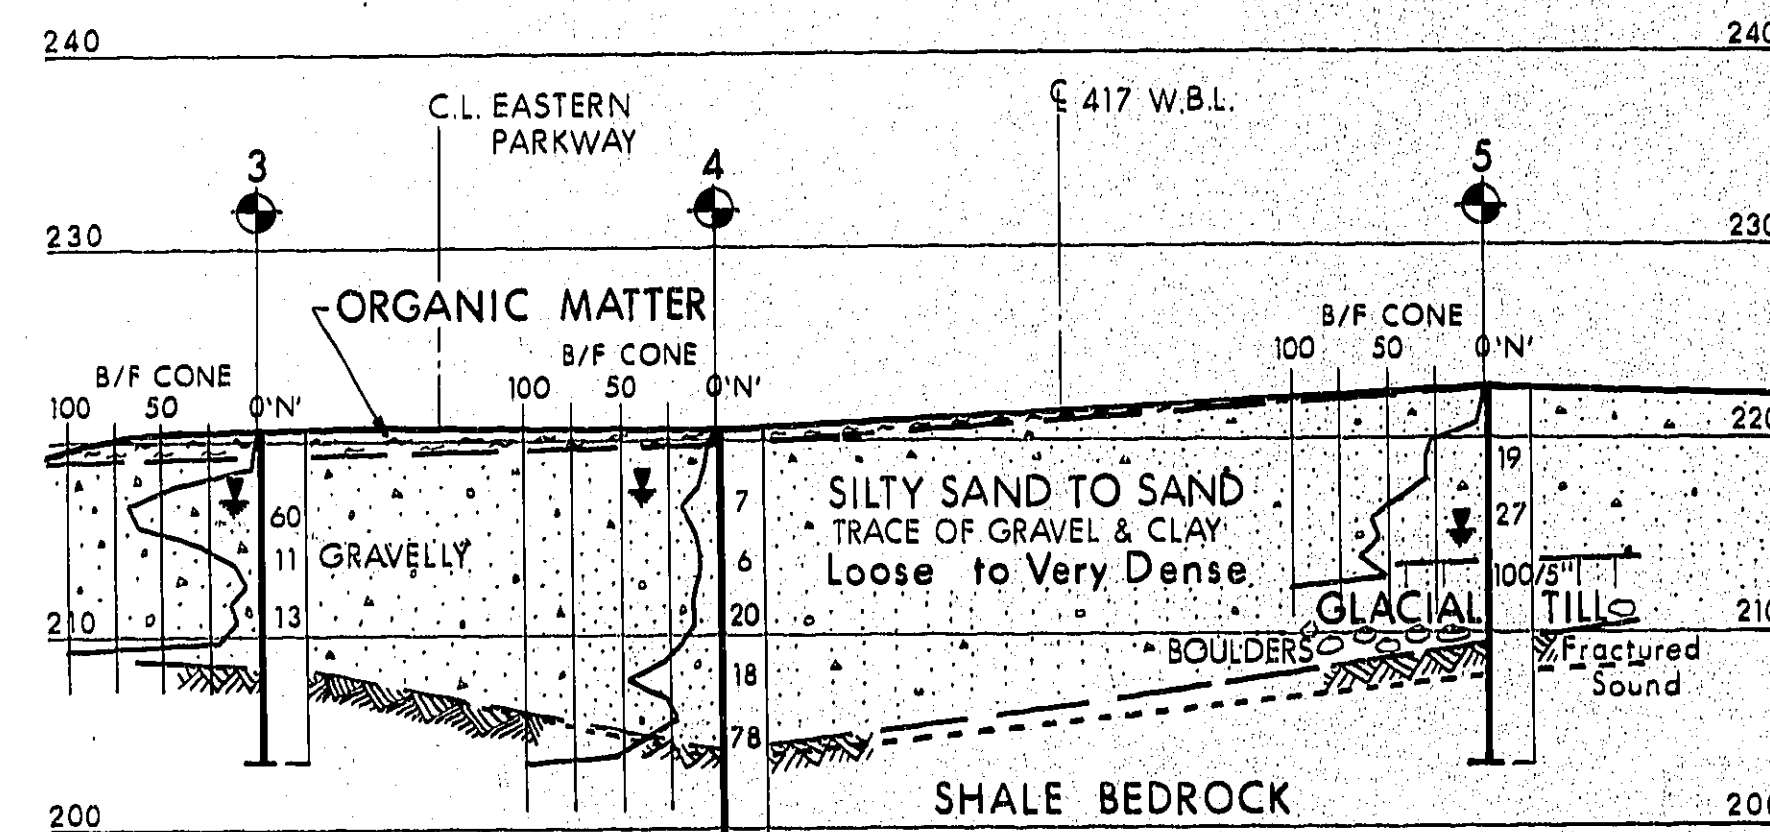 240
240
C.L. EASTERN
PARKWAY
℄ 417 W.B.L.
3
4
5
230
230
ORGANIC MATTER
B/F CONE
100 50 0 'N'
B/F CONE
100 50 0 'N'
B/F CONE
100 50 0 'N'
220
60
11
13
GRAVELLY
7
6
20
18
78
SILTY SAND TO SAND
TRACE OF GRAVEL & CLAY
Loose to Very Dense
19
27
100/5"
GLACIAL TILL
210
210
BOULDERS
Fractured
Sound
SHALE BEDROCK
200
200